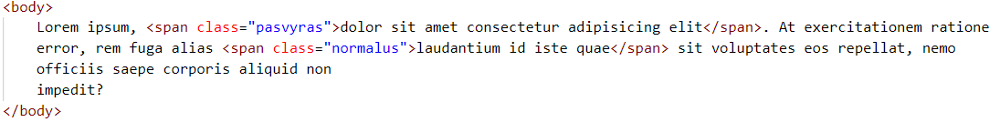 <body>
    Lorem ipsum, <span class="pasvyras">dolor sit amet consectetur adipisicing elit</span>. At exercitationem ratione
    error, rem fuga alias <span class="normalus">laudantium id iste quae</span> sit voluptates eos repellat, nemo
    officiis saepe corporis aliquid non
    impedit?
</body>